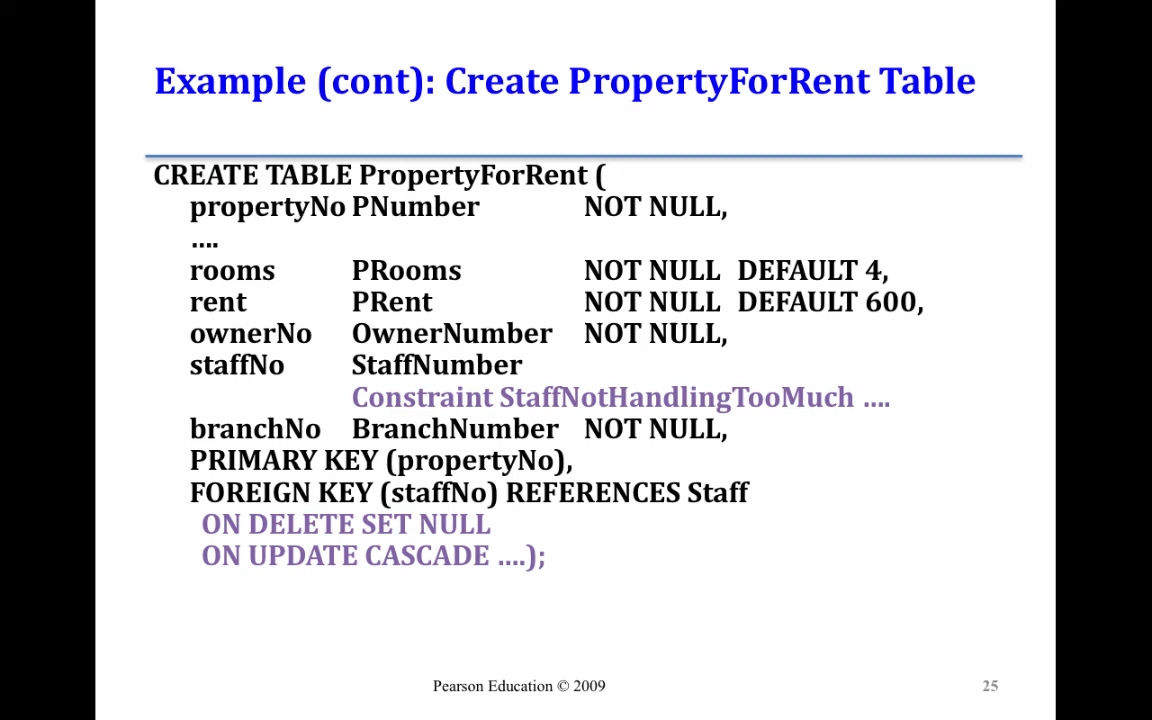 Example (cont): Create PropertyForRent Table
CREATE TABLE PropertyForRent (
propertyNo PNumber NOT NULL,
….
rooms PRooms NOT NULL DEFAULT 4,
rent PRent NOT NULL DEFAULT 600,
ownerNo OwnerNumber NOT NULL,
staffNo StaffNumber
Constraint StaffNotHandlingTooMuch ….
branchNo BranchNumber NOT NULL,
PRIMARY KEY (propertyNo),
FOREIGN KEY (staffNo) REFERENCES Staff
ON DELETE SET NULL
ON UPDATE CASCADE ….);
Pearson Education © 2009
25